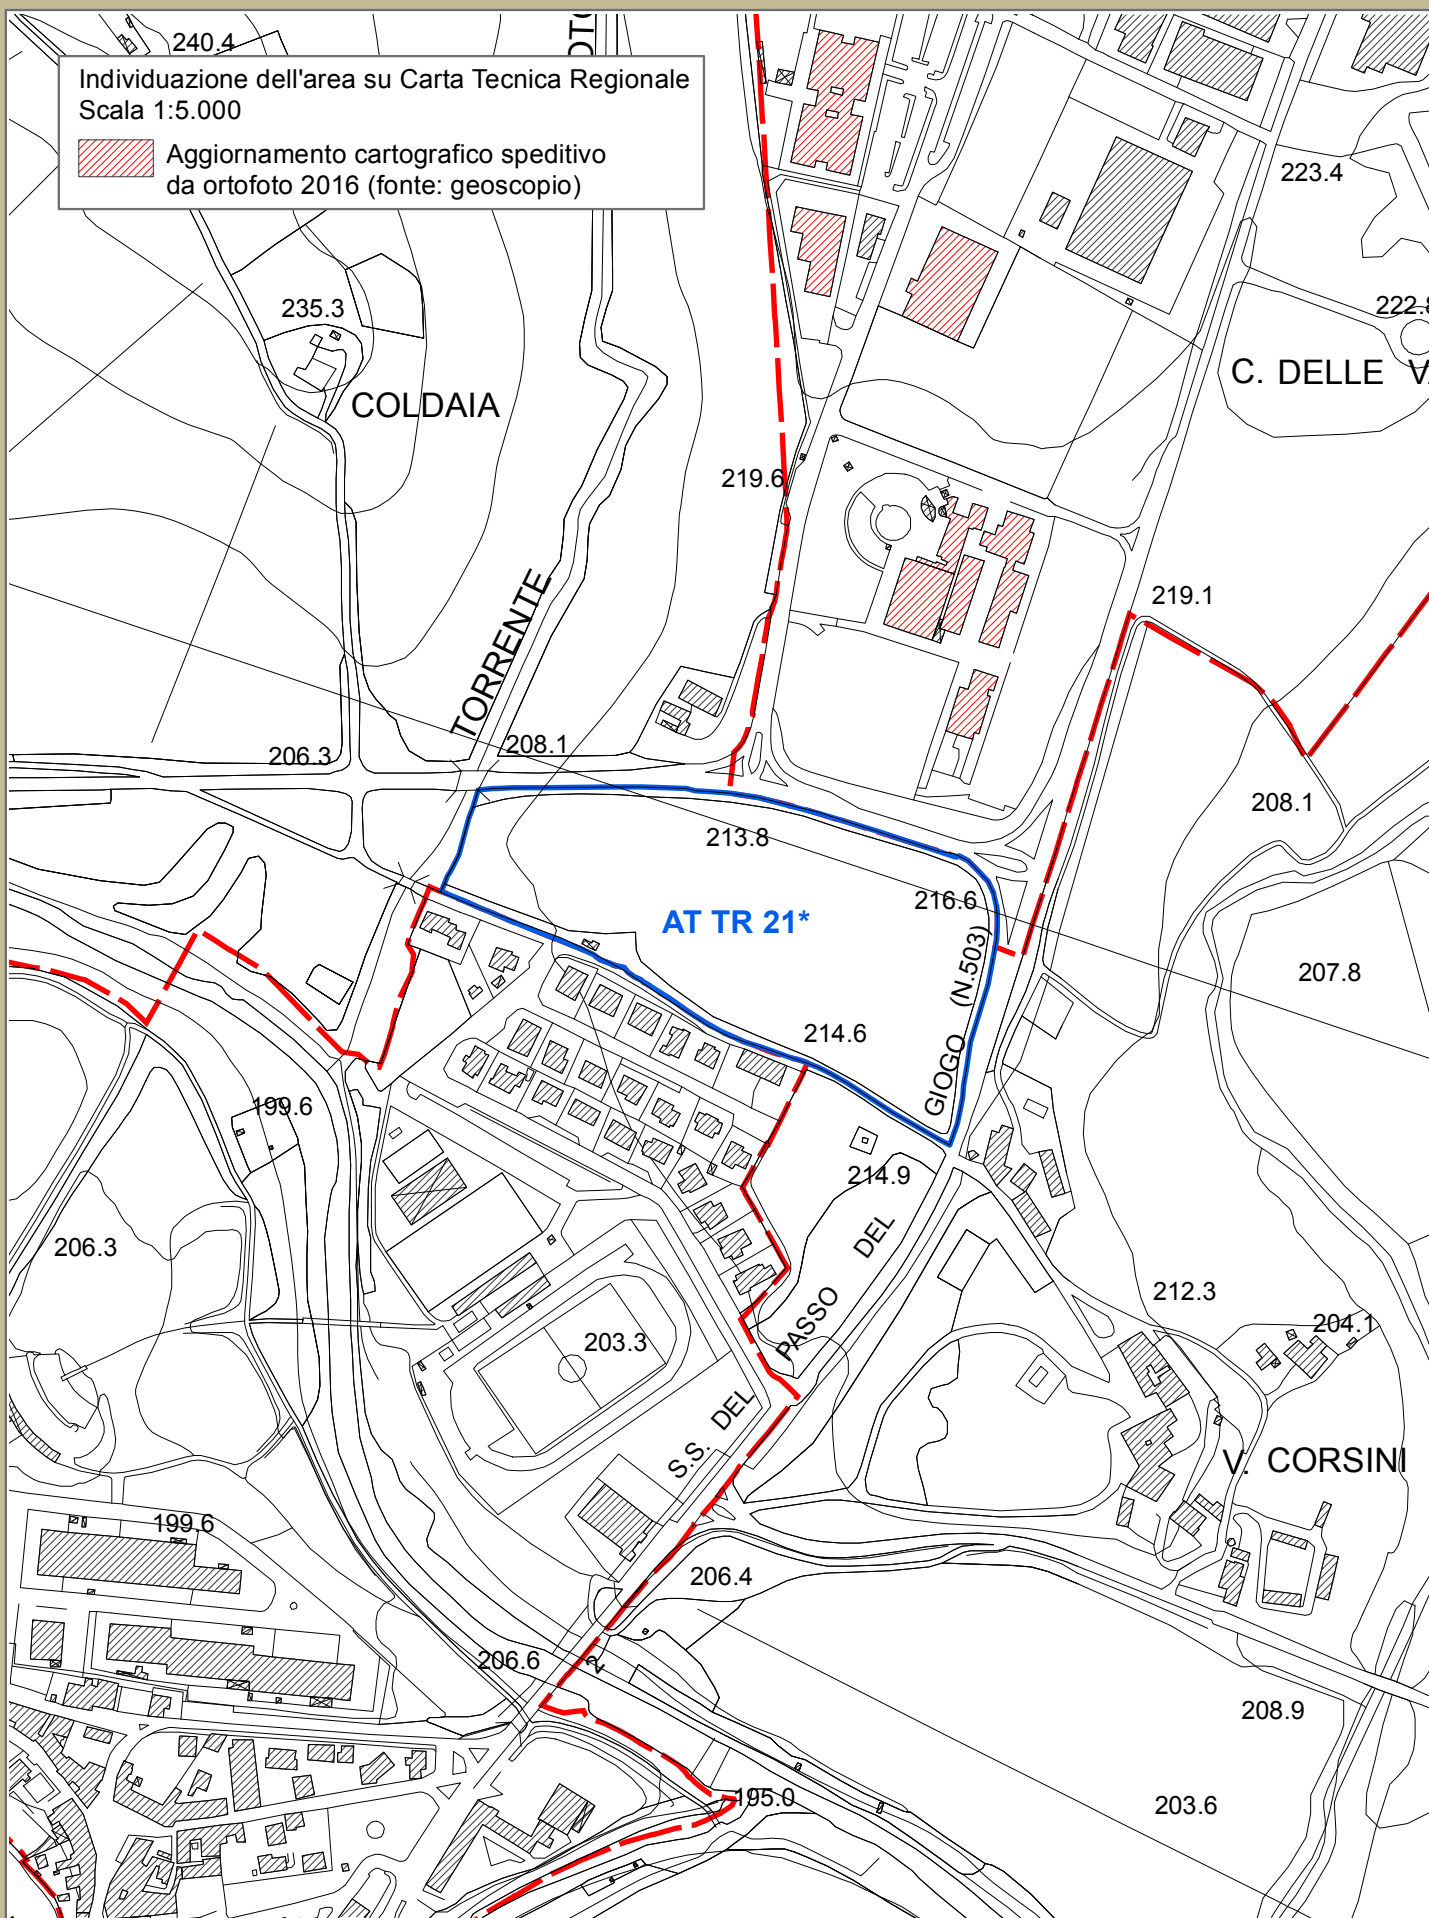 240.4
Individuazione dell'area su Carta Tecnica Regionale
Scala 1:5.000
Aggiornamento cartografico speditivo
da ortofoto 2016 (fonte: geoscopio)
223.4
235.3
222.8
C. DELLE
COLDAIA
219.6
TORRENTE
219.1
206.3
208.1
208.1
213.8
216.6
AT TR 21*
207.8
214.6
GIOGO (N.503)
199.6
214.9
206.3
PASSO DEL
212.3
204.1
203.3
S.S. DEL
V. CORSINI
199.6
206.4
206.6
2
208.9
195.0
203.6